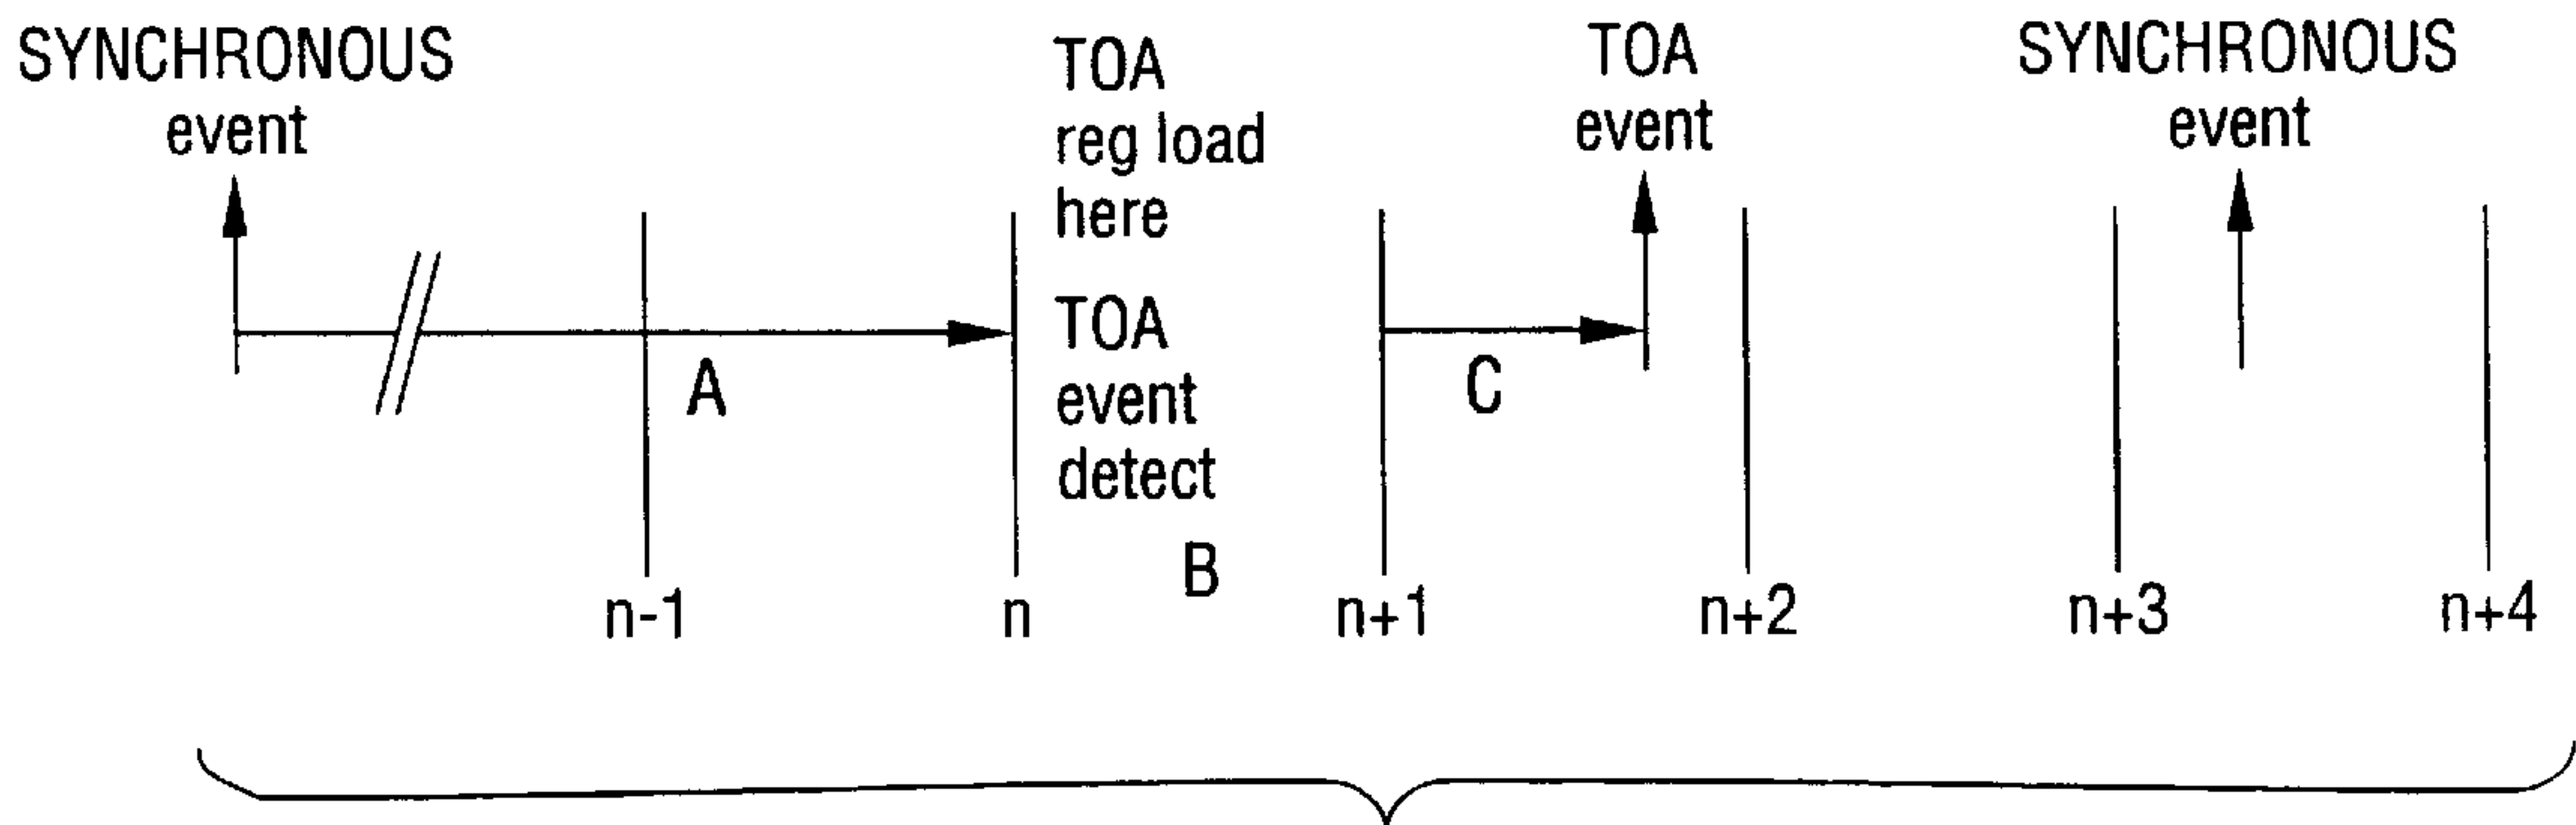 SYNCHRONOUS
event
TOA
reg load
here
TOA
event
SYNCHRONOUS
event
A
TOA
event
detect
B
C
n-1
n
n+1
n+2
n+3
n+4